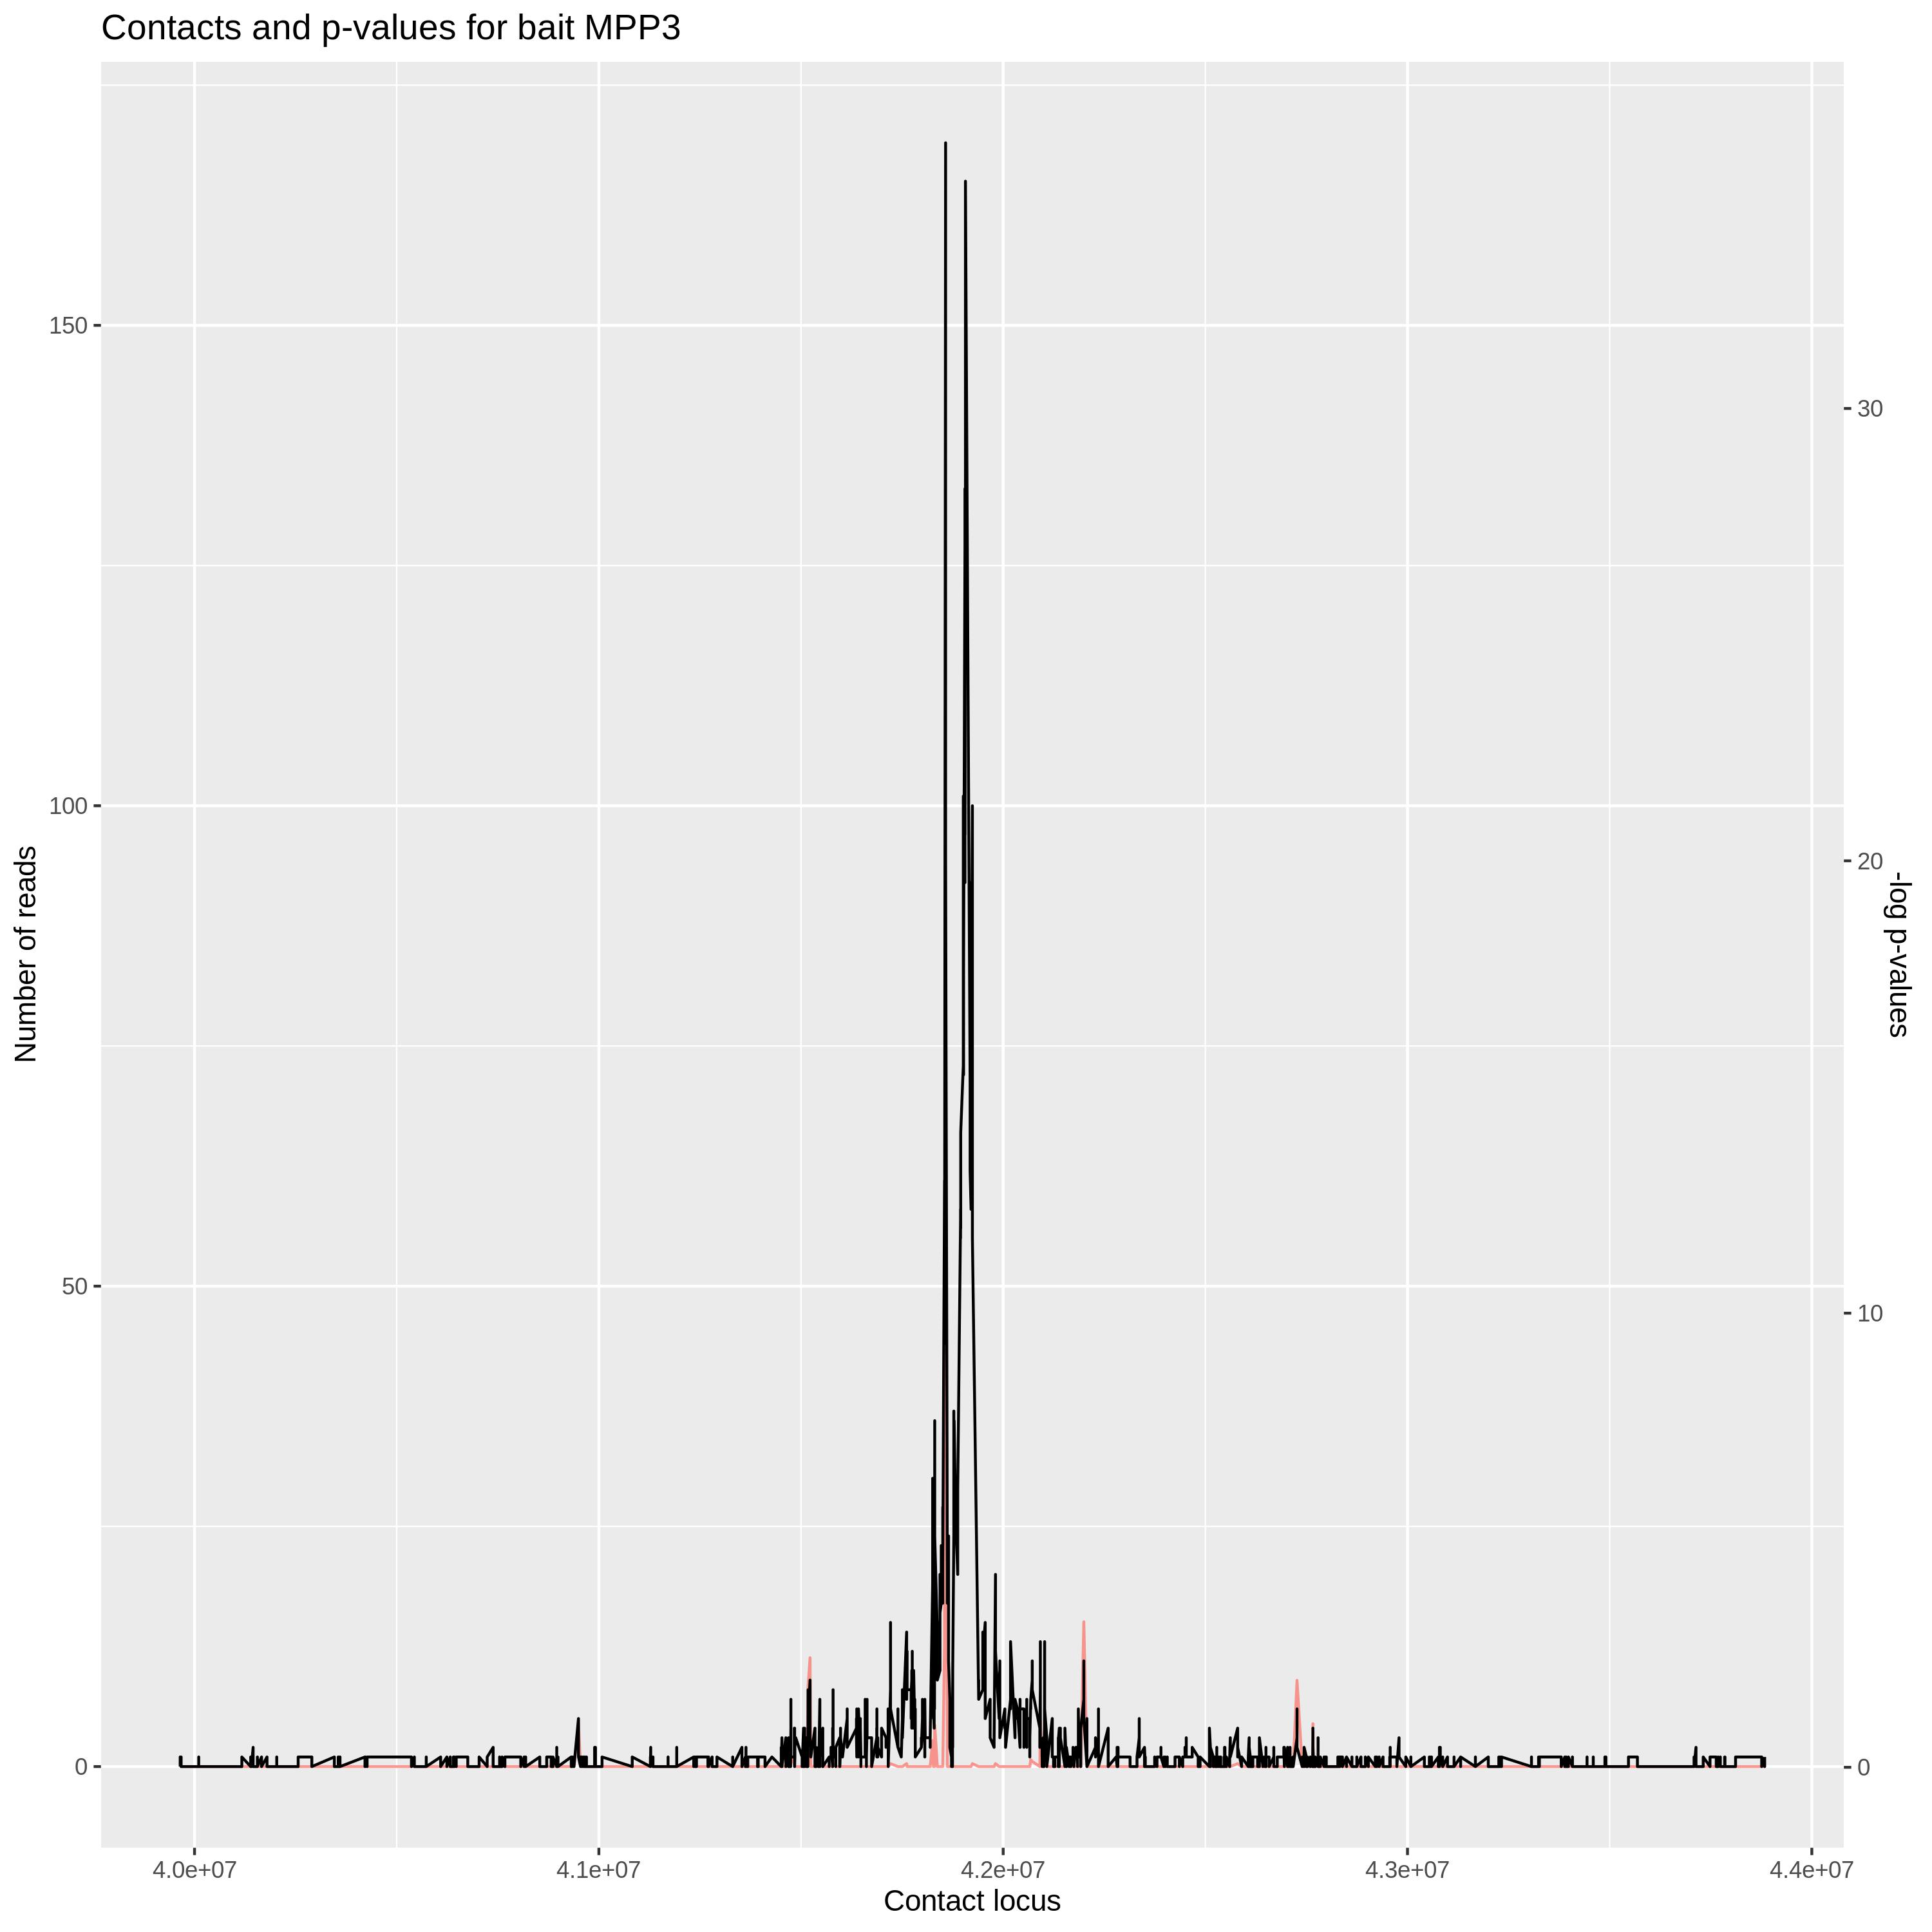 Contacts and p-values for bait MPP3
150
100
50
0
Number of reads
30
20
10
0
-log p-values
4.0e+07
4.1e+07
4.2e+07
4.3e+07
4.4e+07
Contact locus